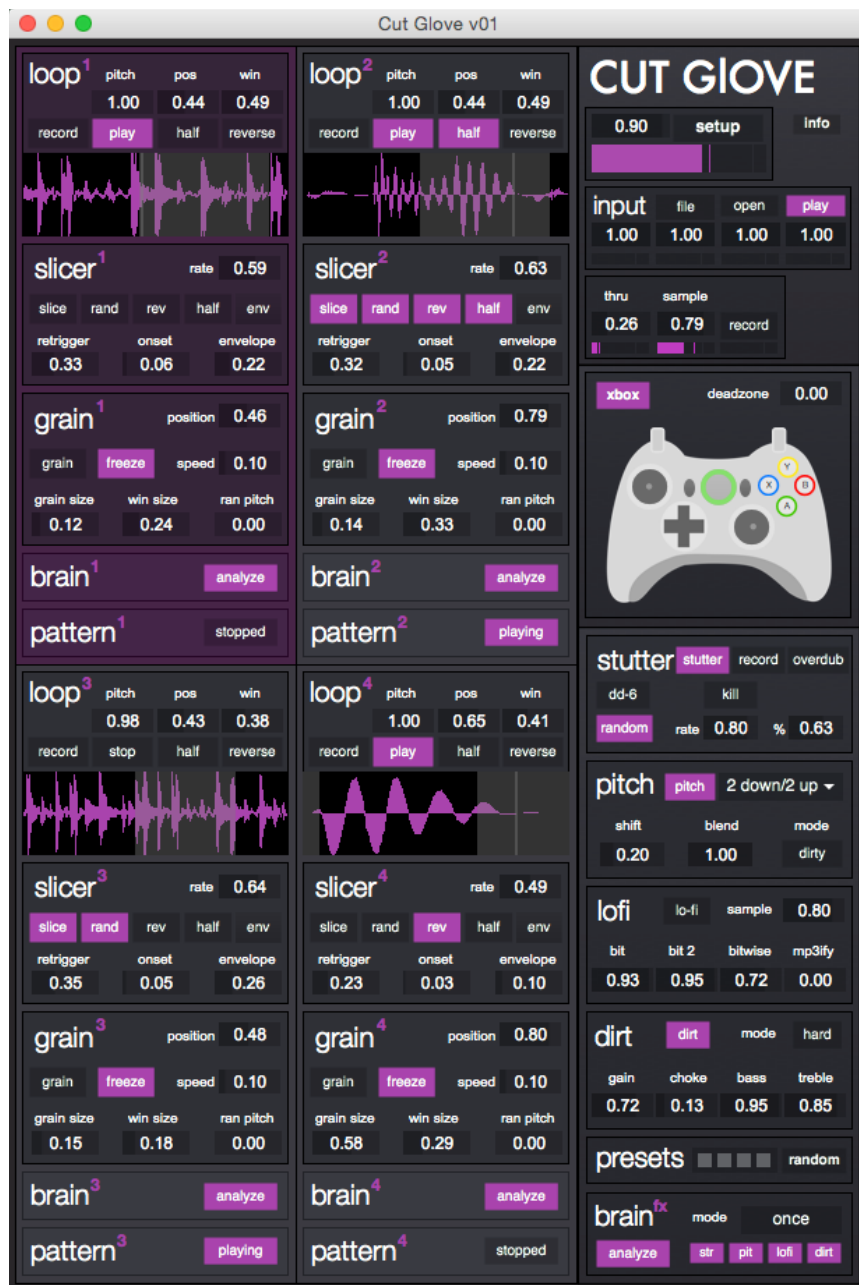 Cut Glove v01
loop1 pitch pos win
1.00 0.44 0.49
record play half reverse
slicer1 rate 0.59
slice rand rev half env
retrigger onset envelope
0.33 0.06 0.22
grain1 position 0.46
grain freeze speed 0.10
grain size win size ran pitch
0.12 0.24 0.00
brain1 analyze
pattern1 stopped
loop2 pitch pos win
1.00 0.44 0.49
record play half reverse
slicer2 rate 0.63
slice rand rev half env
retrigger onset envelope
0.32 0.05 0.22
grain2 position 0.79
grain freeze speed 0.10
grain size win size ran pitch
0.14 0.33 0.00
brain2 analyze
pattern2 playing
loop3 pitch pos win
0.98 0.43 0.38
record stop half reverse
slicer3 rate 0.64
slice rand rev half env
retrigger onset envelope
0.35 0.05 0.26
grain3 position 0.48
grain freeze speed 0.10
grain size win size ran pitch
0.15 0.18 0.00
brain3 analyze
pattern3 playing
loop4 pitch pos win
1.00 0.65 0.41
record play half reverse
slicer4 rate 0.49
slice rand rev half env
retrigger onset envelope
0.23 0.03 0.10
grain4 position 0.80
grain freeze speed 0.10
grain size win size ran pitch
0.58 0.29 0.00
brain4 analyze
pattern4 stopped
CUT GlOVE
0.90 setup info
input file open play
1.00 1.00 1.00 1.00
thru sample
0.26 0.79 record
xbox deadzone 0.00
Y
X B
A
stutter stutter record overdub
dd-6 kill
random rate 0.80 % 0.63
pitch pitch 2 down/2 up
shift blend mode
0.20 1.00 dirty
lofi lo-fi sample 0.80
bit bit 2 bitwise mp3ify
0.93 0.95 0.72 0.00
dirt dirt mode hard
gain choke bass treble
0.72 0.13 0.95 0.85
presets random
brainfx mode once
analyze str pit lofi dirt